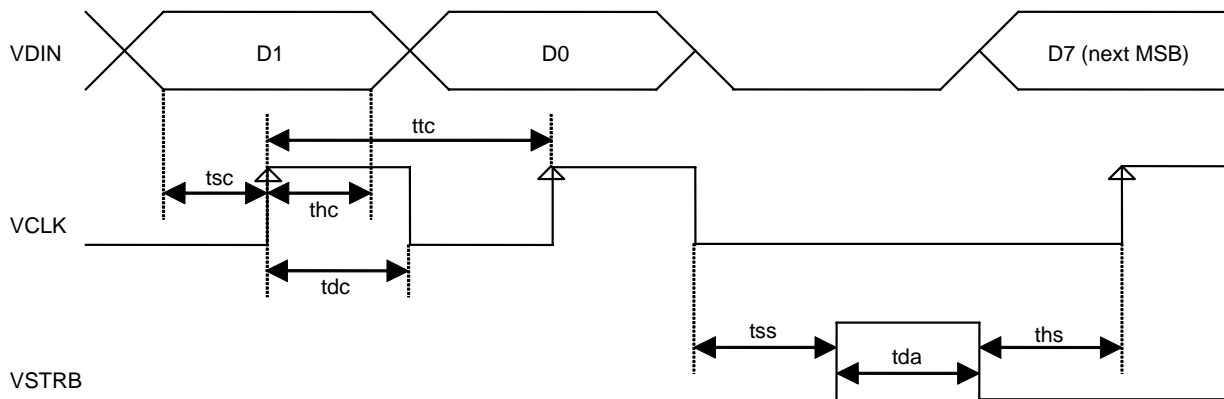 VDIN
D1
D0
D7 (next MSB)
ttc
tsc
thc
VCLK
tdc
tss
tda
ths
VSTRB